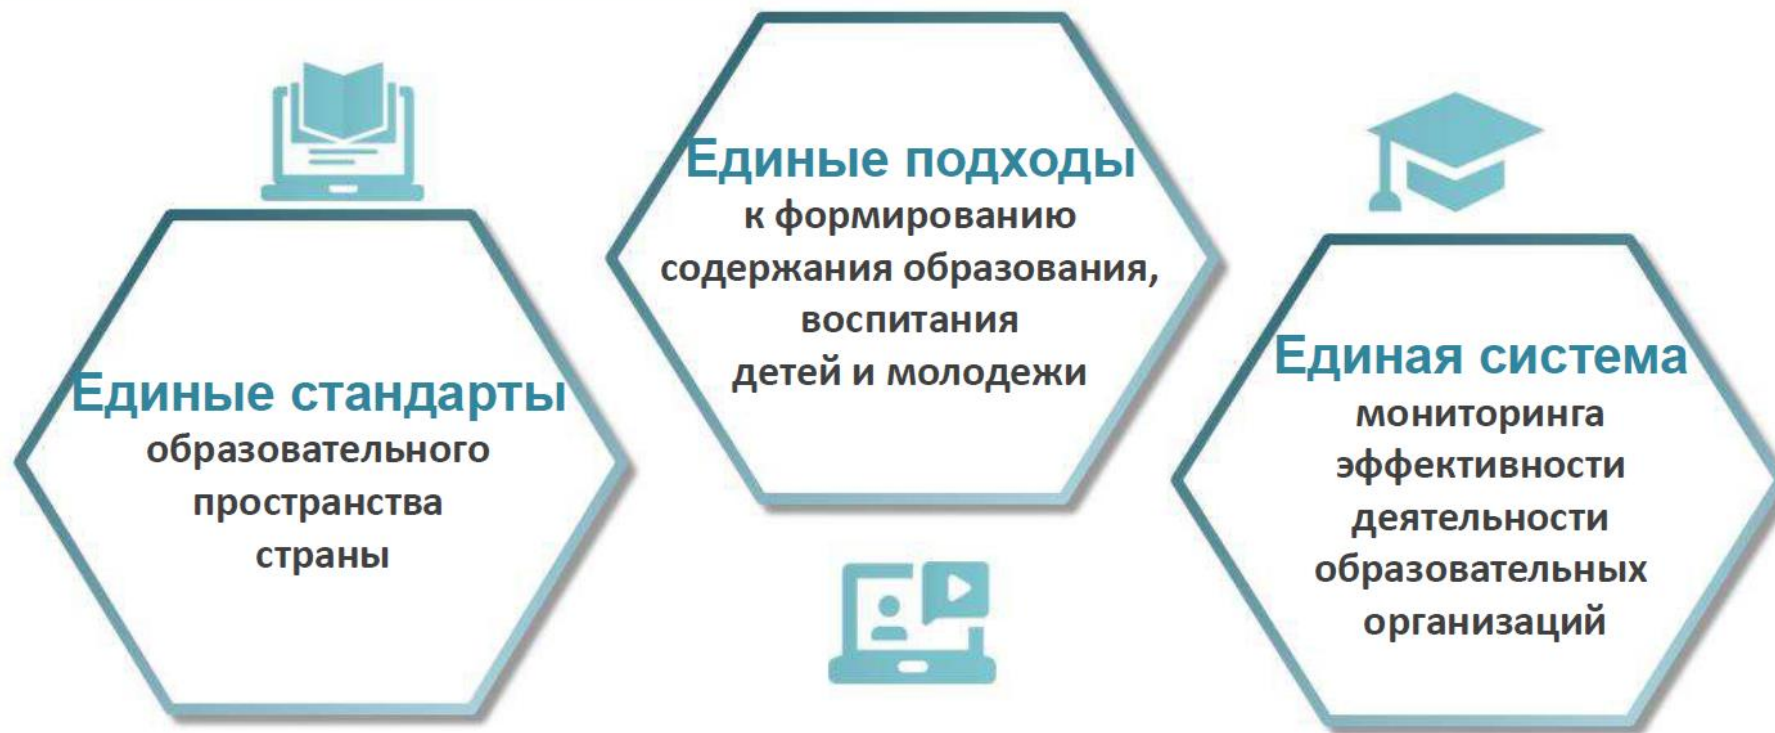 Единые стандарты
образовательного
пространства
страны
Единые подходы
к формированию
содержания образования,
воспитания
детей и молодежи
Единая система
мониторинга
эффективности
деятельности
образовательных
организаций